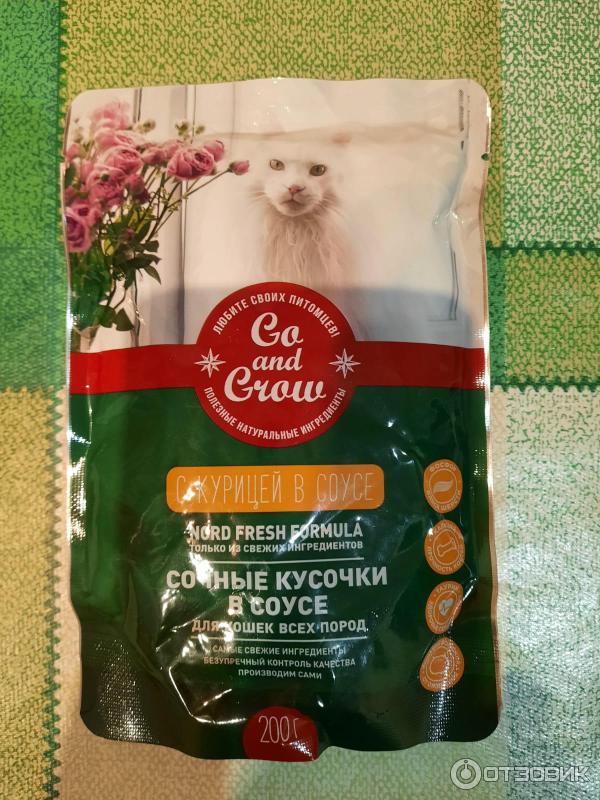 ЛЮБИТЕ СВОИХ ПИТОМЦЕВ!
Go
and
Grow
ПОЛЕЗНЫЕ НАТУРАЛЬНЫЕ ИНГРЕДИЕНТЫ
С КУРИЦЕЙ В СОУСЕ
NORD FRESH FORMULA
ТОЛЬКО ИЗ СВЕЖИХ ИНГРЕДИЕНТОВ
СОЧНЫЕ КУСОЧКИ
В СОУСЕ
ДЛЯ КОШЕК ВСЕХ ПОРОД
САМЫЕ СВЕЖИЕ ИНГРЕДИЕНТЫ
БЕЗУПРЕЧНЫЙ КОНТРОЛЬ КАЧЕСТВА
ПРОИЗВОДИМ САМИ
200 Г
ОТЗОВИК